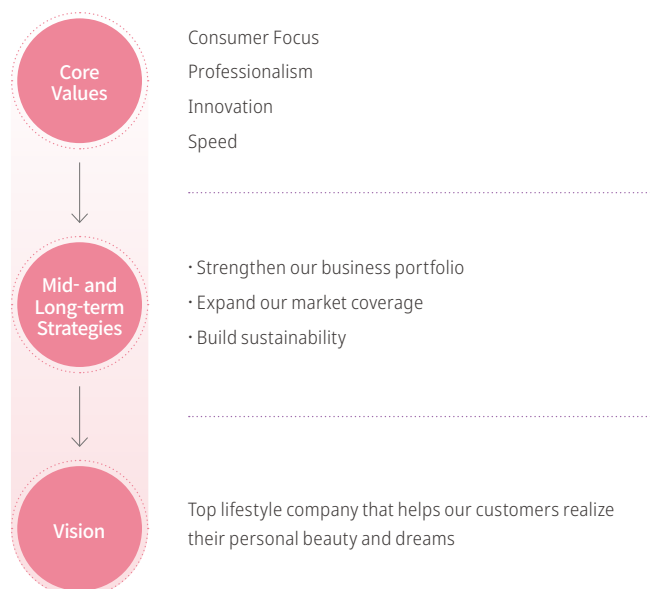 Core
Values
Consumer Focus
Professionalism
Innovation
Speed
Mid- and
Long-term
Strategies
· Strengthen our business portfolio
· Expand our market coverage
· Build sustainability
Vision
Top lifestyle company that helps our customers realize
their personal beauty and dreams